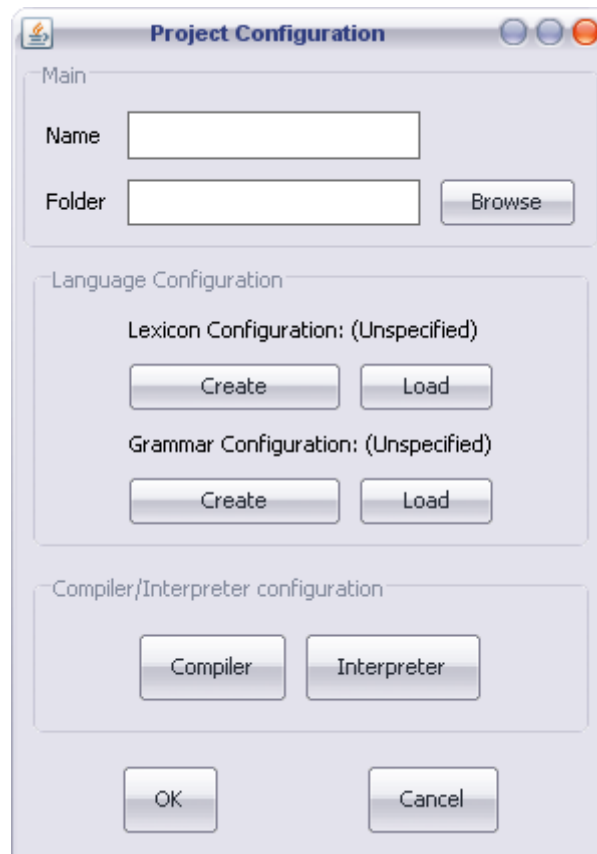 Project Configuration
Main
Name
Folder Browse
Language Configuration
Lexicon Configuration: (Unspecified)
Create Load
Grammar Configuration: (Unspecified)
Create Load
Compiler/Interpreter configuration
Compiler Interpreter
OK Cancel